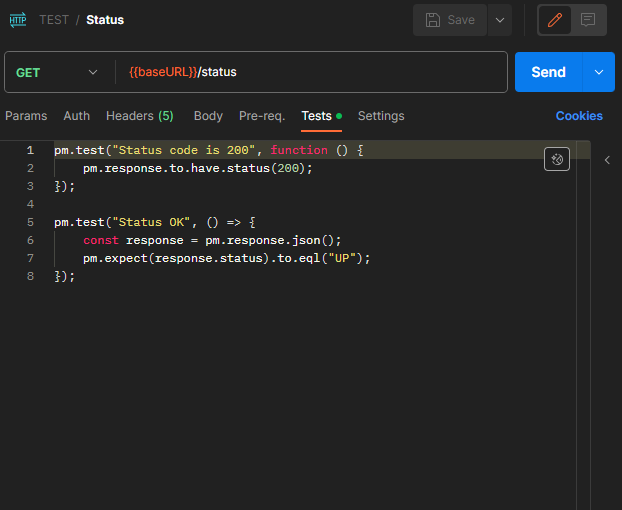 HTTP TEST / Status Save
GET {{baseURL}}/status Send
Params Auth Headers (5) Body Pre-req. Tests Settings Cookies
1 pm.test("Status code is 200", function () {
2     pm.response.to.have.status(200);
3 });
4
5 pm.test("Status OK", () => {
6     const response = pm.response.json();
7     pm.expect(response.status).to.eql("UP");
8 });